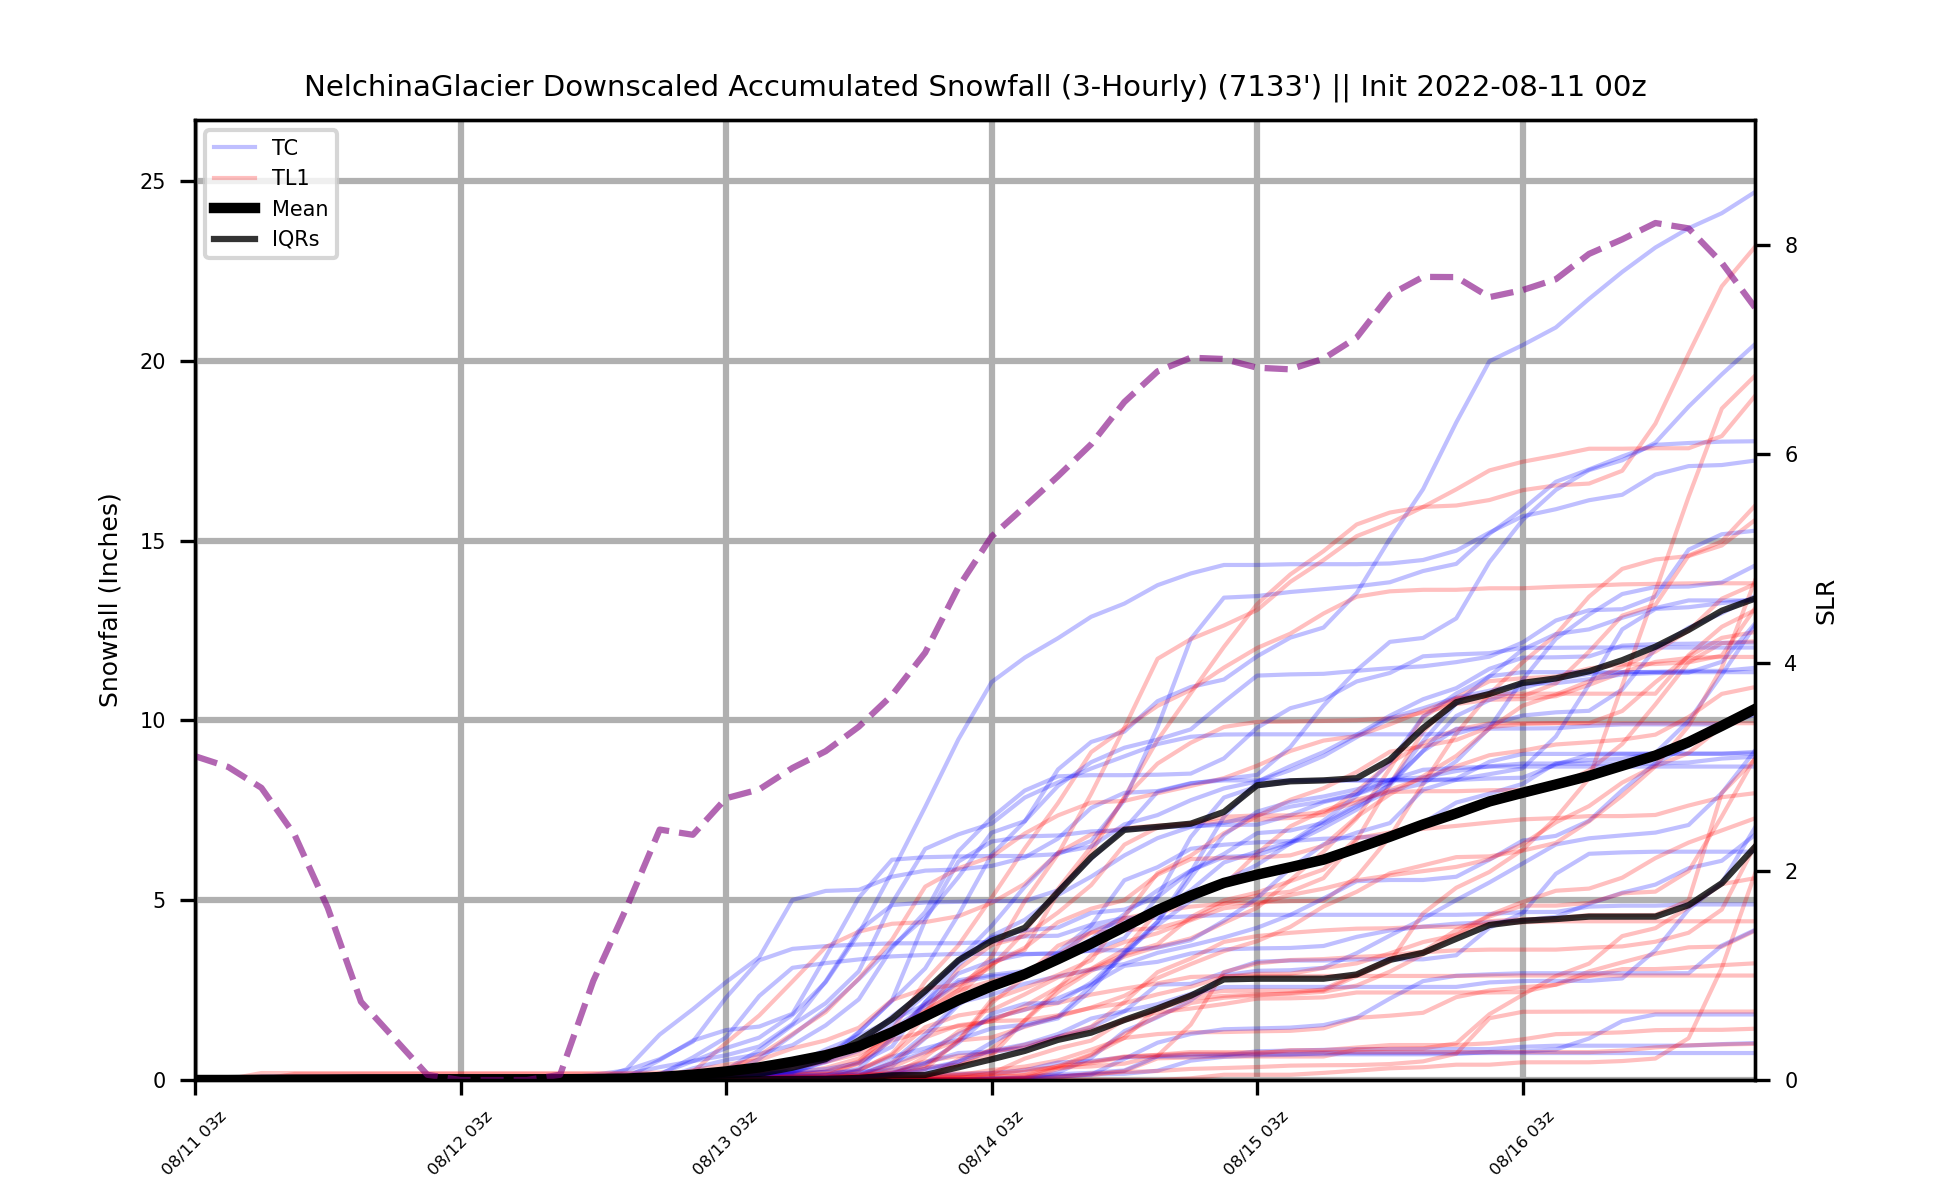 NelchinaGlacier Downscaled Accumulated Snowfall (3-Hourly) (7133') || Init 2022-08-11 00z
TC
TL1
Mean
IQRs
25
20
15
10
5
0
Snowfall (Inches)
8
6
4
2
0
SLR
08/11 03z
08/12 03z
08/13 03z
08/14 03z
08/15 03z
08/16 03z